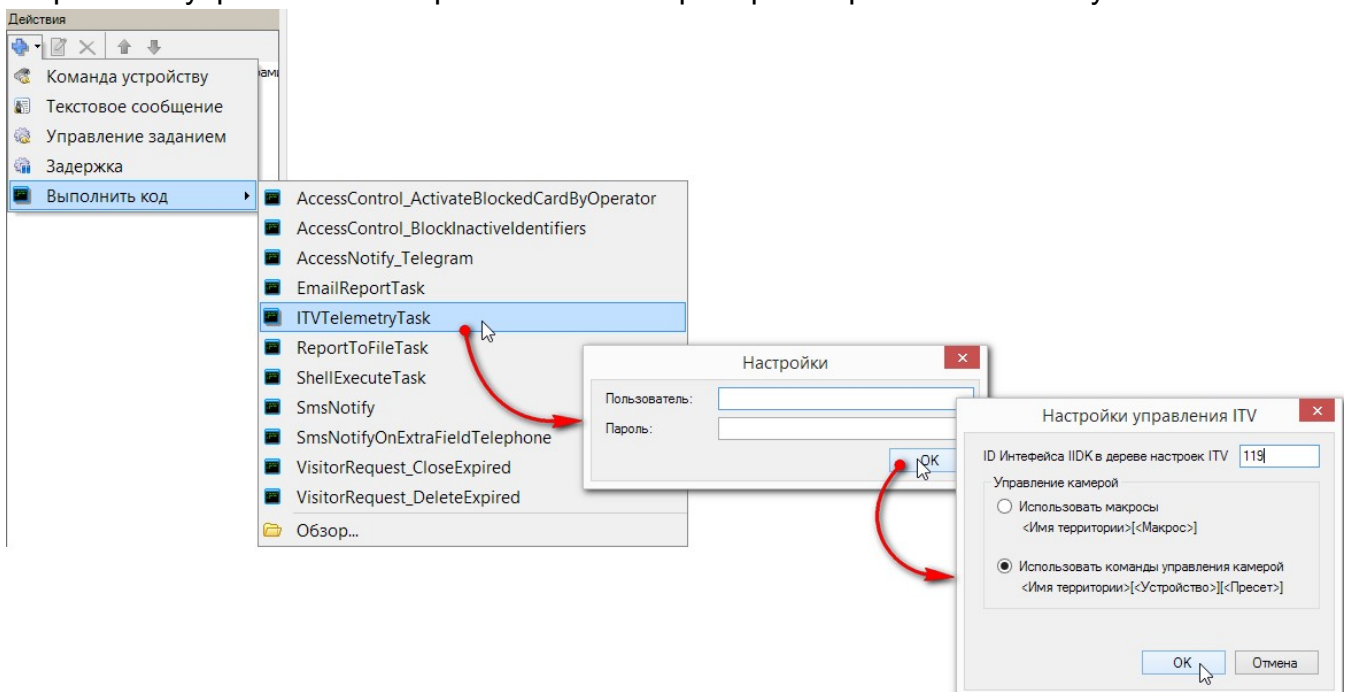 Действия
Команда устройству
Текстовое сообщение
Управление заданием
Задержка
Выполнить код
AccessControl_ActivateBlockedCardByOperator
AccessControl_BlockInactiveIdentifiers
AccessNotify_Telegram
EmailReportTask
ITVTelemetryTask
ReportToFileTask
ShellExecuteTask
SmsNotify
SmsNotifyOnExtraFieldTelephone
VisitorRequest_CloseExpired
VisitorRequest_DeleteExpired
Обзор...
Настройки
Пользователь:
Пароль:
OK
Настройки управления ITV
ID Интефейса IIDK в дереве настроек ITV 119
Управление камерой
Использовать макросы
<Имя территории>[<Макрос>]
Использовать команды управления камерой
<Имя территории>[<Устройство>][<Пресет>]
OK Отмена